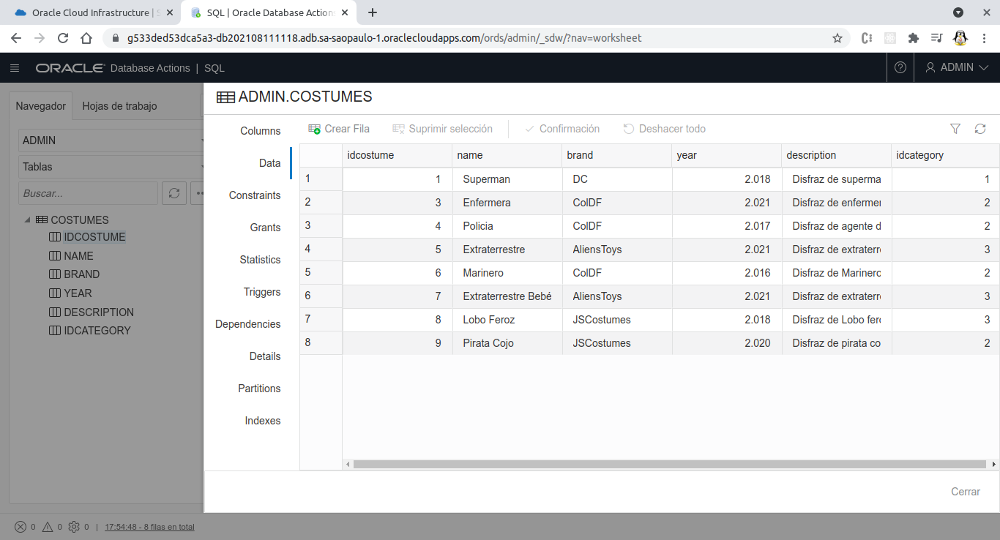 Oracle Cloud Infrastructure |
SQL | Oracle Database Actions
g533ded53dca5a3-db202108111118.adb.sa-saopaulo-1.oraclecloudapps.com/ords/admin/_sdw/?nav=worksheet
ORACLE Database Actions | SQL
ADMIN
Navegador Hojas de trabajo
ADMIN
Tablas
Buscar...
COSTUMES
IDCOSTUME
NAME
BRAND
YEAR
DESCRIPTION
IDCATEGORY
ADMIN.COSTUMES
Columns
Data
Constraints
Grants
Statistics
Triggers
Dependencies
Details
Partitions
Indexes
Crear Fila Suprimir selección Confirmación Deshacer todo
idcostume name brand year description idcategory
1 1 Superman DC 2.018 Disfraz de superma 1
2 3 Enfermera ColDF 2.021 Disfraz de enfermer 2
3 4 Policia ColDF 2.017 Disfraz de agente d 2
4 5 Extraterrestre AliensToys 2.021 Disfraz de extraterr 3
5 6 Marinero ColDF 2.016 Disfraz de Marinero 2
6 7 Extraterrestre Bebé AliensToys 2.021 Disfraz de extraterr 3
7 8 Lobo Feroz JSCostumes 2.018 Disfraz de Lobo fero 3
8 9 Pirata Cojo JSCostumes 2.020 Disfraz de pirata co 2
Cerrar
0 0 0 | 17:54:48 - 8 filas en total